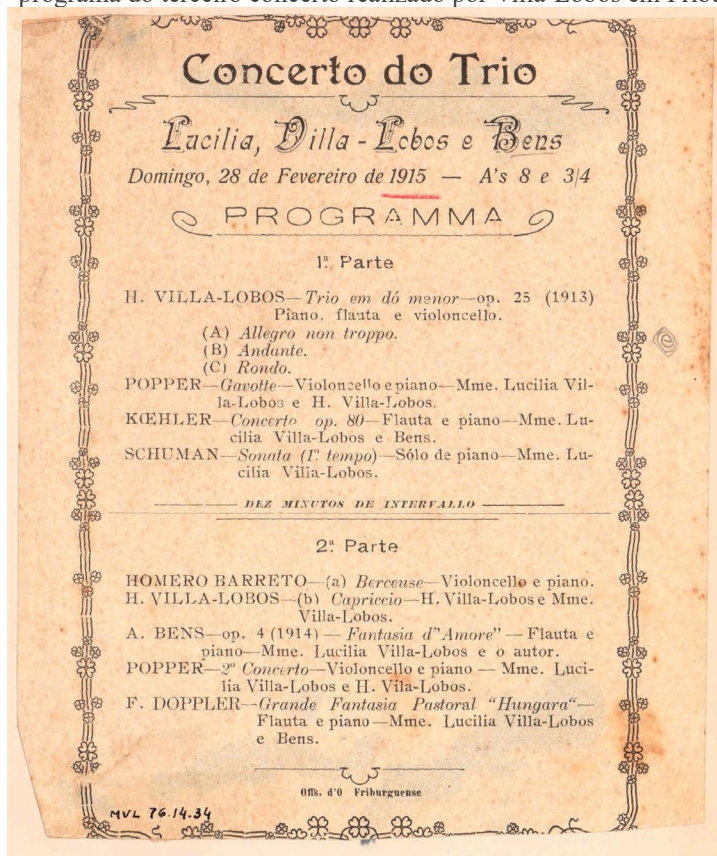 programa do terceiro concerto realizado por Villa-Lobos em
Concerto do Trio
Lucilia, Villa-Lobos e Bens
Domingo, 28 de Fevereiro de 1915 — A's 8 e 3/4
PROGRAMMA
1ª Parte
H. VILLA-LOBOS—Trio em dó menor—op. 25 (1913)
Piano, flauta e violoncello.
(A) Allegro non troppo.
(B) Andante.
(C) Rondo.
POPPER—Gavotte—Violoncello e piano—Mme. Lucilia Vil-
la-Lobos e H. Villa-Lobos.
KŒHLER—Concerto op. 80—Flauta e piano—Mme. Lu-
cilia Villa-Lobos e Bens.
SCHUMAN—Sonata (1º tempo)—Sólo de piano—Mme. Lu-
cilia Villa-Lobos.
DEZ MINUTOS DE INTERVALLO
2ª Parte
HOMERO BARRETO—(a) Berceuse—Violoncello e piano.
H. VILLA-LOBOS—(b) Capriccio—H. Villa-Lobos e Mme.
Villa-Lobos.
A. BENS—op. 4 (1914) — Fantasia d"Amore" — Flauta e
piano—Mme. Lucilia Villa-Lobos e o autor.
POPPER—2º Concerto—Violoncello e piano — Mme. Luci-
lia Villa-Lobos e H. Vila-Lobos.
F. DOPPLER—Grande Fantasia Pastoral "Hungara"—
Flauta e piano—Mme. Lucilia Villa-Lobos
e Bens.
Offs. d'O Friburguense
MVL 76.14.34